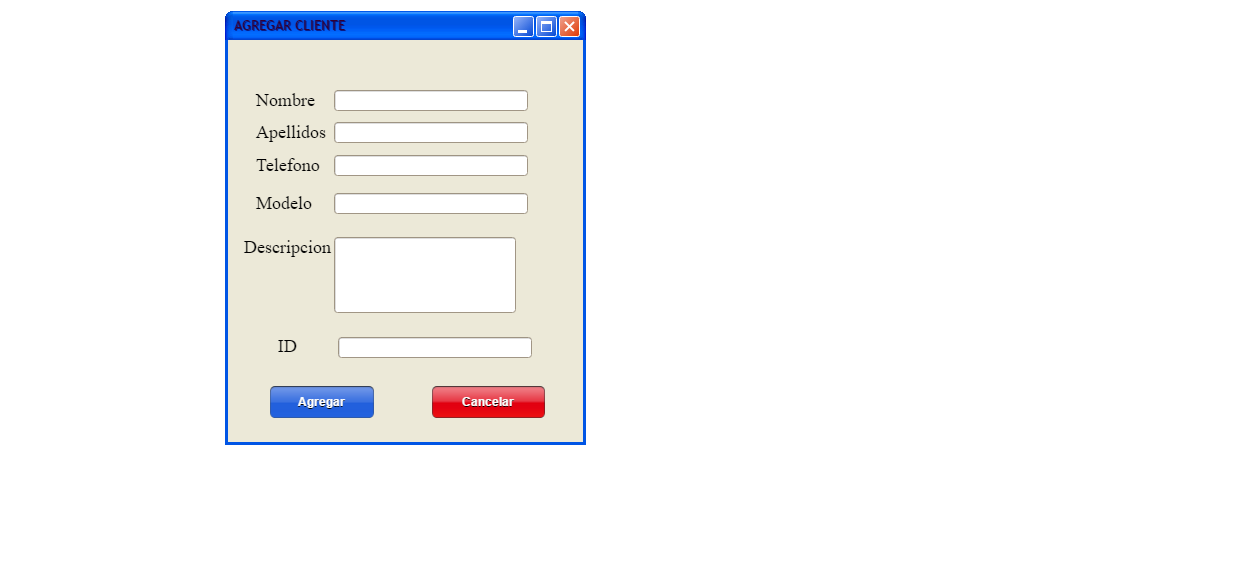 AGREGAR CLIENTE
Nombre
Apellidos
Telefono
Modelo
Descripcion
ID
Agregar
Cancelar